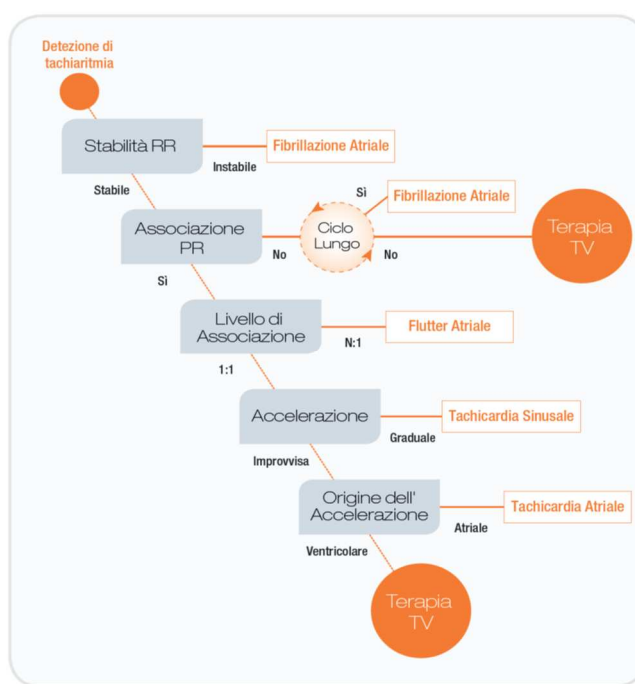 Detezione di
tachiaritmia
Stabilità RR
Fibrillazione Atriale
Instabile
Stabile
Sì
Fibrillazione Atriale
Associazione
PR
Ciclo
Lungo
Terapia
TV
No
No
Sì
Livello di
Associazione
Flutter Atriale
N:1
1:1
Accelerazione
Tachicardia Sinusale
Graduale
Improvvisa
Origine dell'
Accelerazione
Tachicardia Atriale
Atriale
Ventricolare
Terapia
TV